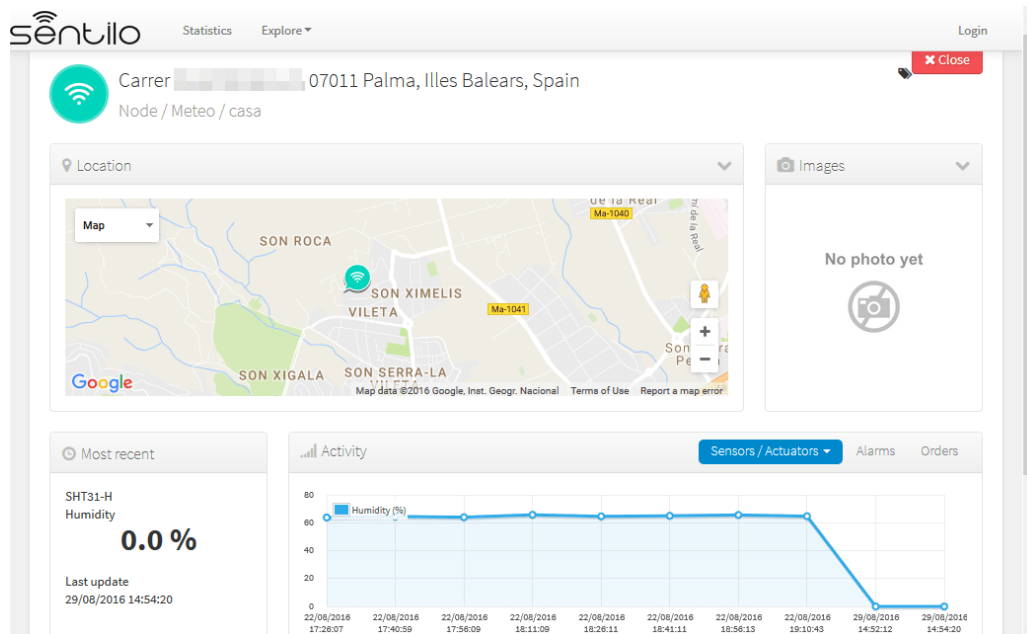 sentilo
Statistics Explore Login
Close
Carrer 07011 Palma, Illes Balears, Spain
Node / Meteo / casa
Location
Images
Map
de la Real
Ma-1040
de la Real
SON ROCA
SON XIMELIS
VILETA
Ma-1041
No photo yet
Son
SON XIGALA
SON SERRA-LA
VILETA
Google
Map data ©2016 Google, Inst. Geogr. Nacional Terms of Use Report a map error
Most recent
Activity
Sensors / Actuators Alarms Orders
SHT31-H
Humidity
0.0 %
Last update
29/08/2016 14:54:20
Humidity (%)
80
60
40
20
0
22/08/2016 22/08/2016 22/08/2016 22/08/2016 22/08/2016 22/08/2016 22/08/2016 22/08/2016 29/08/2016 29/08/2016
17:26:07 17:40:59 17:56:09 18:11:09 18:26:11 18:41:11 18:56:13 19:10:43 14:52:12 14:54:20